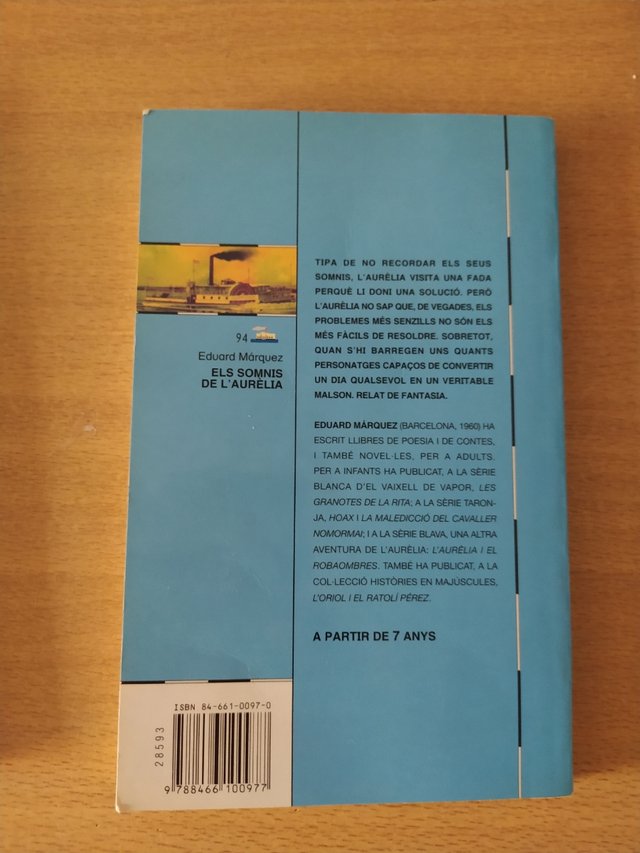 TIPA DE NO RECORDAR ELS SEUS
SOMNIS, L'AURÈLIA VISITA UNA FADA
PERQUÈ LI DONI UNA SOLUCIÓ. PERÒ
L'AURÈLIA NO SAP QUE, DE VEGADES, ELS
PROBLEMES MÉS SENZILLS NO SÓN ELS
MÉS FÀCILS DE RESOLDRE. SOBRETOT,
QUAN S'HI BARREGEN UNS QUANTS
PERSONATGES CAPAÇOS DE CONVERTIR
UN DIA QUALSEVOL EN UN VERITABLE
MALSON. RELAT DE FANTASIA.
94
Eduard Márquez
ELS SOMNIS
DE L'AURÈLIA
EDUARD MÁRQUEZ (BARCELONA, 1960) HA
ESCRIT LLIBRES DE POESIA I DE CONTES,
I TAMBÉ NOVEL·LES, PER A ADULTS.
PER A INFANTS HA PUBLICAT, A LA SÈRIE
BLANCA D'EL VAIXELL DE VAPOR, LES
GRANOTES DE LA RITA; A LA SÈRIE TARON-
JA, HOAX I LA MALEDICCIÓ DEL CAVALLER
NOMORMAI; I A LA SÈRIE BLAVA, UNA ALTRA
AVENTURA DE L'AURÈLIA: L'AURÈLIA I EL
ROBAOMBRES. TAMBÉ HA PUBLICAT, A LA
COL·LECCIÓ HISTÒRIES EN MAJÚSCULES,
L'ORIOL I EL RATOLÍ PÉREZ.
A PARTIR DE 7 ANYS
ISBN 84-661-0097-0
28593
9 788466 100977